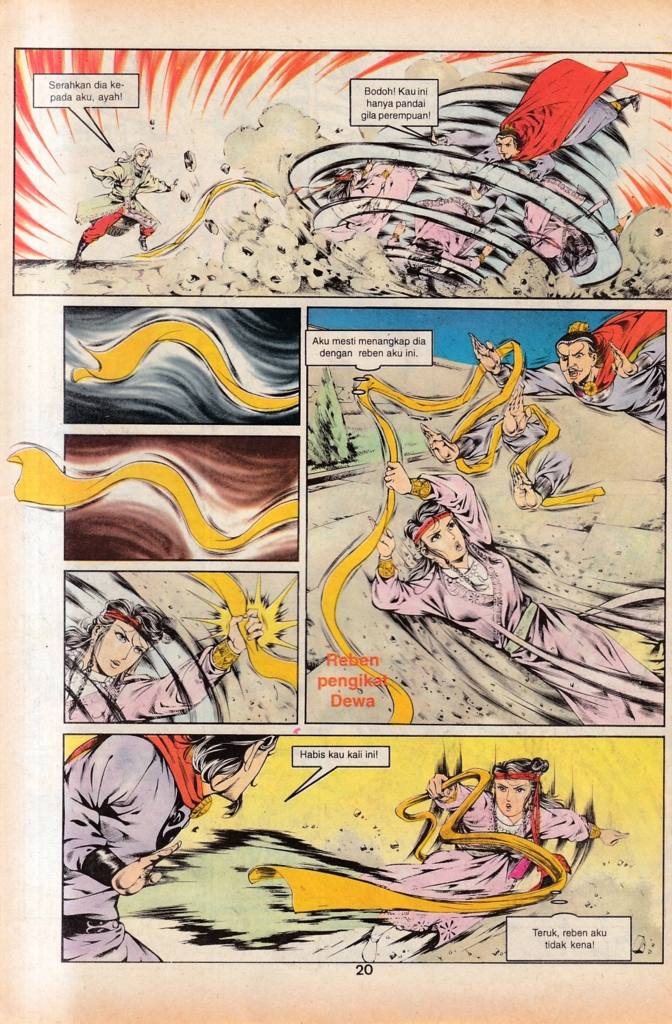 Serahkan dia ke-
pada aku, ayah!
Bodoh! Kau ini
hanya pandai
gila perempuan!
Aku mesti menangkap dia
dengan reben aku ini.
Reben
pengikat
Dewa
Habis kau kali ini!
Teruk, reben aku
tidak kena!
20